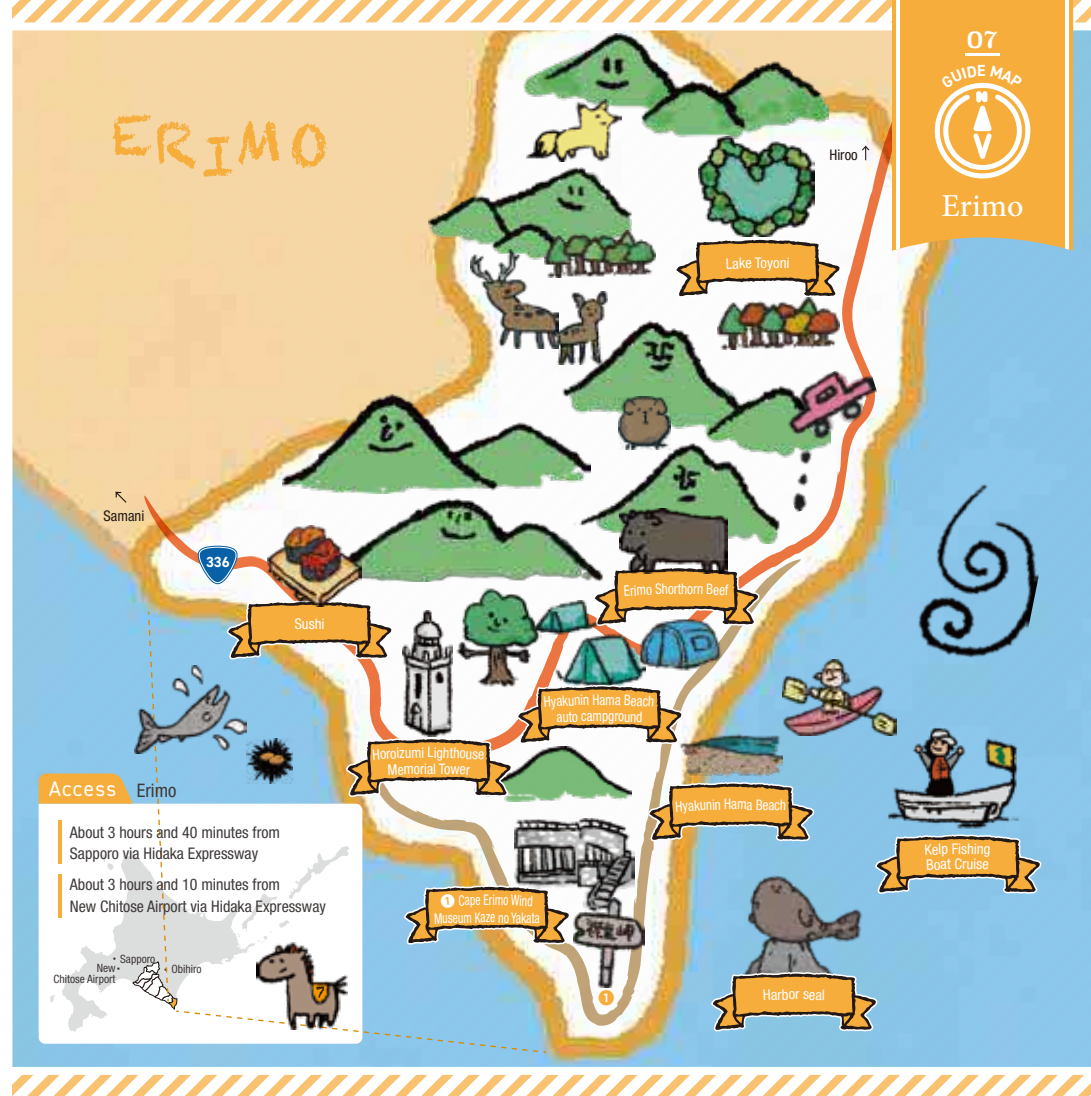 07
GUIDE MAP
N
Erimo
ERIMO
Hiroo ↑
Lake Toyoni
↖
Samani
336
Sushi
Erimo Shorthorn Beef
Hyakunin Hama Beach
auto campground
Horoizumi Lighthouse
Memorial Tower
Hyakunin Hama Beach
Kelp Fishing
Boat Cruise
1 Cape Erimo Wind
Museum Kaze no Yakata
1
Harbor seal
Access Erimo
About 3 hours and 40 minutes from
Sapporo via Hidaka Expressway
About 3 hours and 10 minutes from
New Chitose Airport via Hidaka Expressway
Sapporo
New
Chitose Airport
Obihiro
7